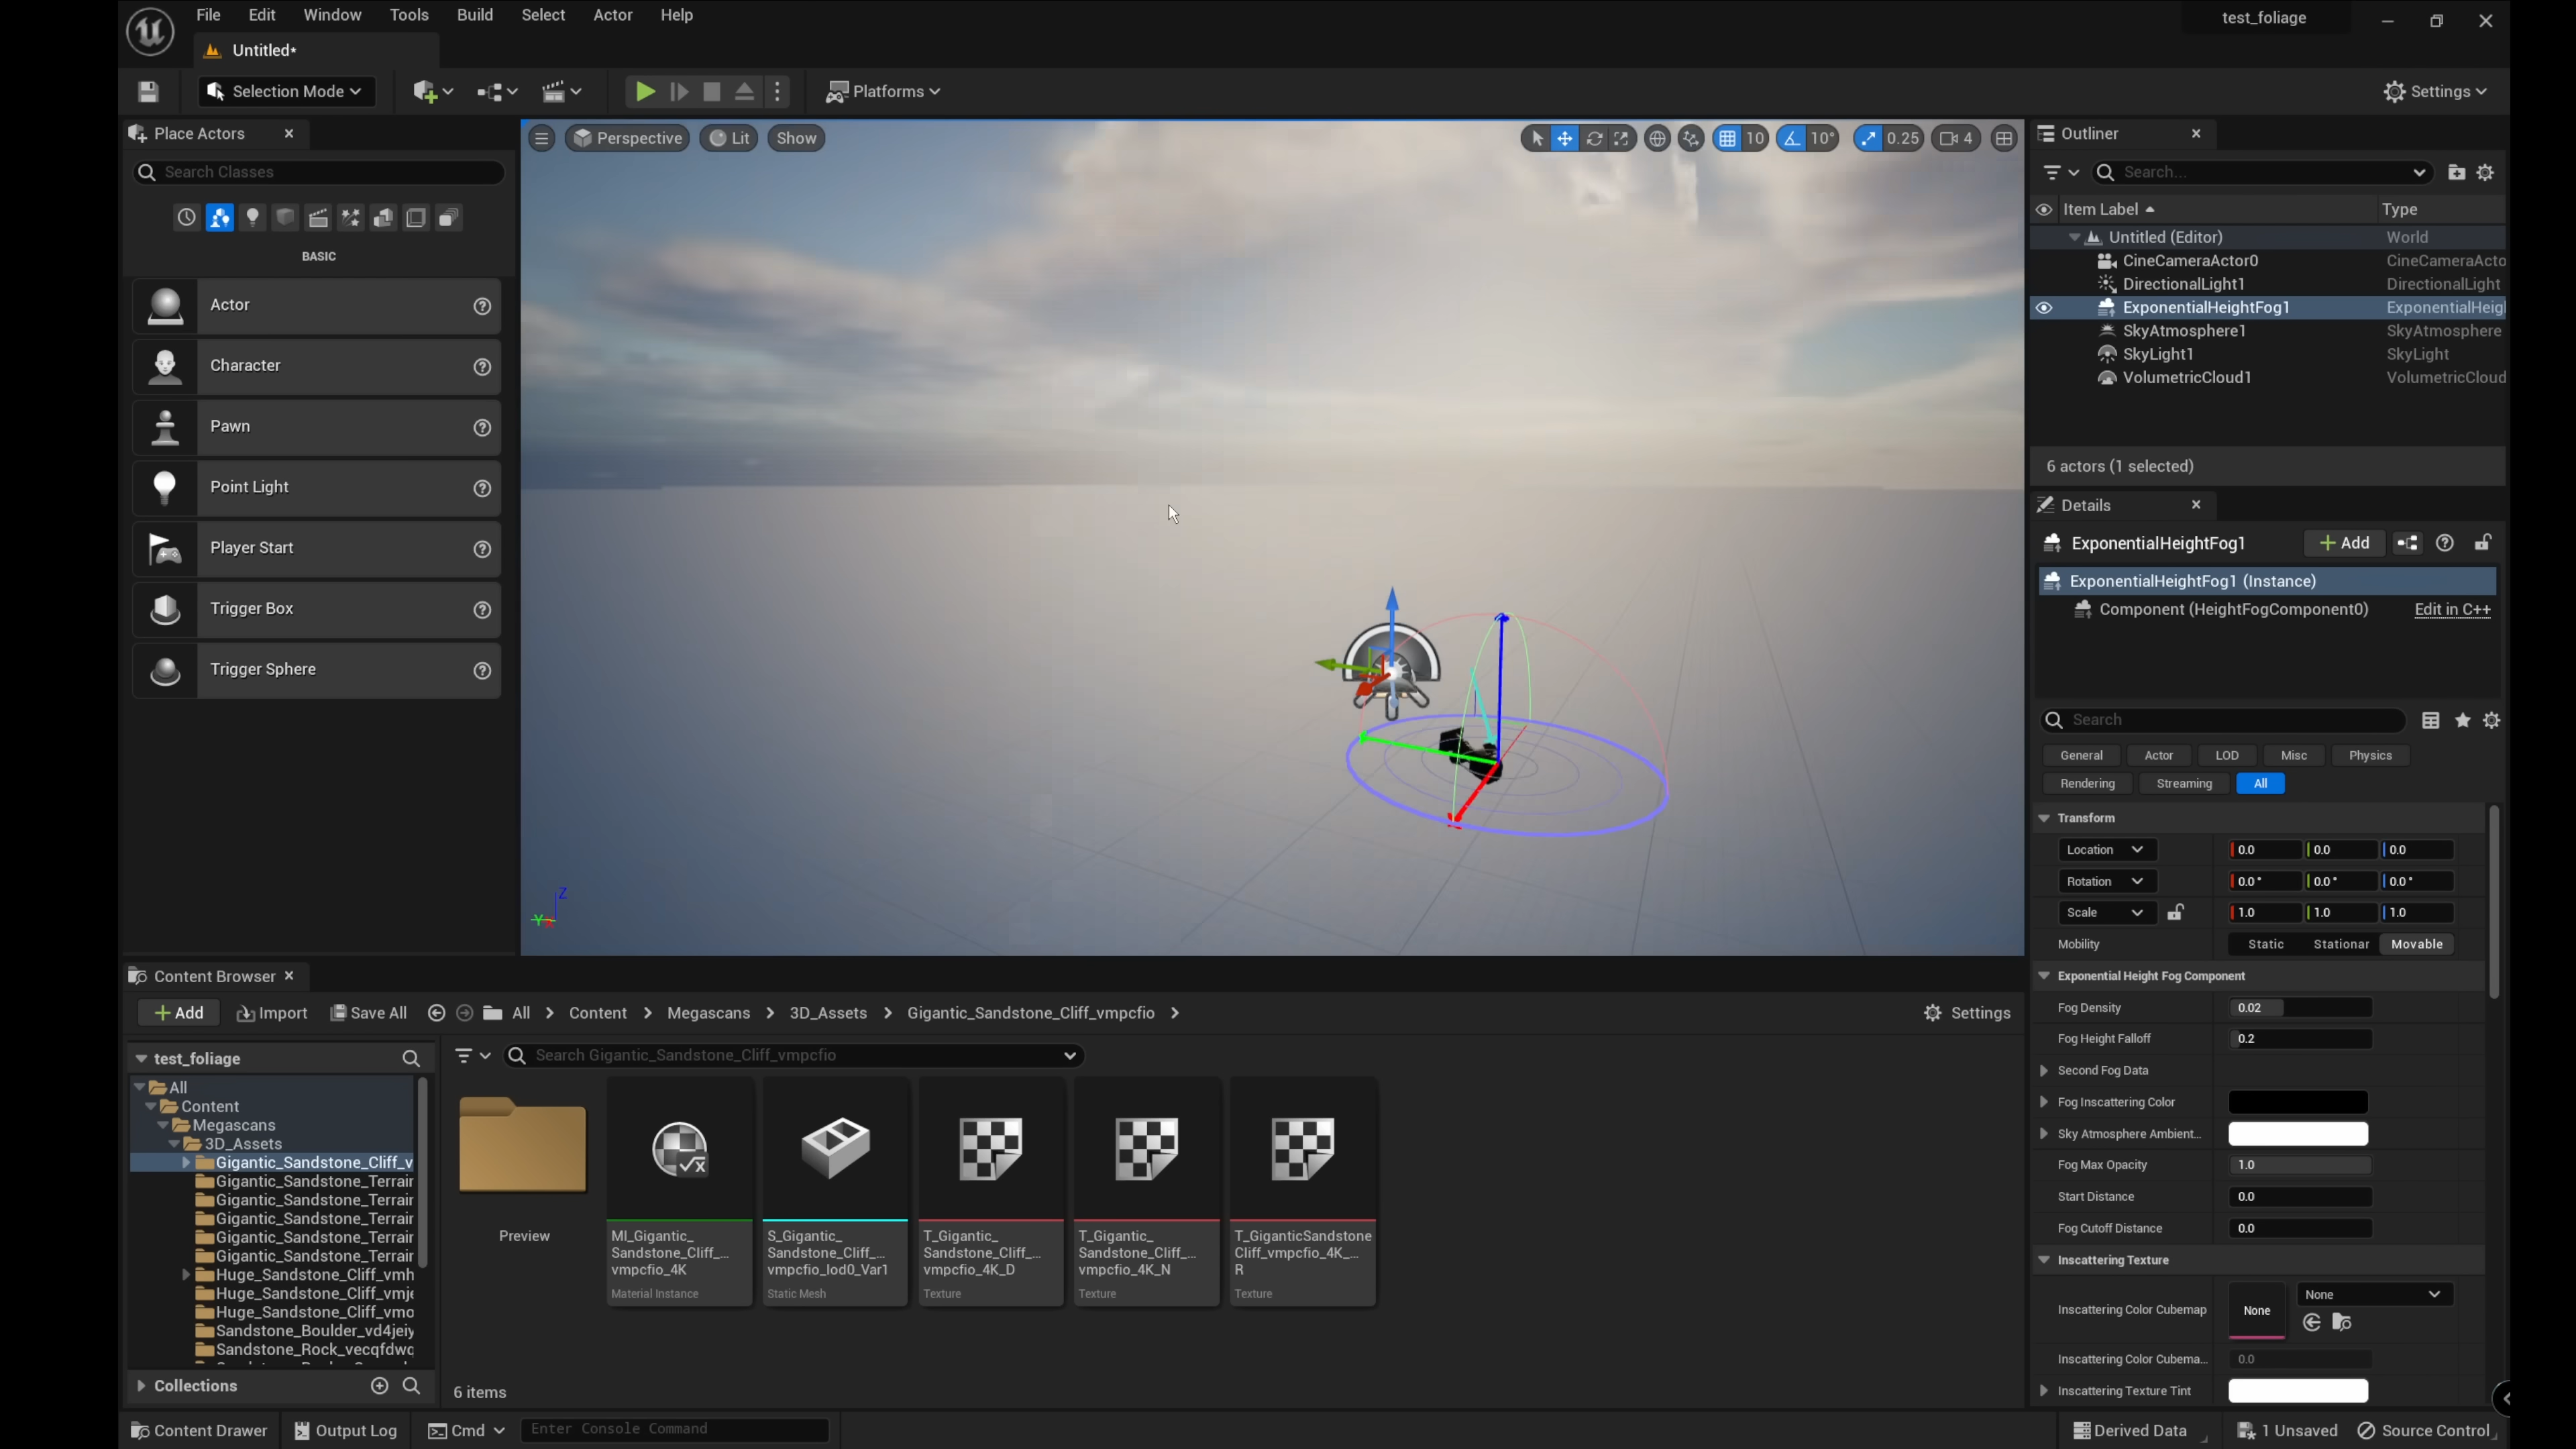 File Edit Window Tools Build Select Actor Help
test_foliage
Untitled*
Selection Mode
Platforms
Settings
Place Actors
Search Classes
BASIC
Actor
Character
Pawn
Point Light
Player Start
Trigger Box
Trigger Sphere
Perspective Lit Show
10 10° 0.25 4
Z
Y
Outliner
Search...
Item Label Type
Untitled (Editor) World
CineCameraActor0 CineCameraActo
DirectionalLight1 DirectionalLight
ExponentialHeightFog1 ExponentialHeig
SkyAtmosphere1 SkyAtmosphere
SkyLight1 SkyLight
VolumetricCloud1 VolumetricCloud
6 actors (1 selected)
Details
ExponentialHeightFog1 + Add
ExponentialHeightFog1 (Instance)
Component (HeightFogComponent0) Edit in C++
Search
General Actor LOD Misc Physics
Rendering Streaming All
Transform
Location 0.0 0.0 0.0
Rotation 0.0° 0.0° 0.0°
Scale 1.0 1.0 1.0
Mobility Static Stationar Movable
Exponential Height Fog Component
Fog Density 0.02
Fog Height Falloff 0.2
Second Fog Data
Fog Inscattering Color
Sky Atmosphere Ambient...
Fog Max Opacity 1.0
Start Distance 0.0
Fog Cutoff Distance 0.0
Inscattering Texture
Inscattering Color Cubemap None None
Inscattering Color Cubema... 0.0
Inscattering Texture Tint
Content Browser
+ Add Import Save All All > Content > Megascans > 3D_Assets > Gigantic_Sandstone_Cliff_vmpcfio > Settings
test_foliage
All
Content
Megascans
3D_Assets
Gigantic_Sandstone_Cliff_v
Gigantic_Sandstone_Terrair
Gigantic_Sandstone_Terrair
Gigantic_Sandstone_Terrair
Gigantic_Sandstone_Terrair
Gigantic_Sandstone_Terrair
Huge_Sandstone_Cliff_vmh
Huge_Sandstone_Cliff_vmje
Huge_Sandstone_Cliff_vmo
Sandstone_Boulder_vd4jeiy
Sandstone_Rock_vecqfdwq
Collections
Search Gigantic_Sandstone_Cliff_vmpcfio
Preview
MI_Gigantic_
Sandstone_Cliff_...
vmpcfio_4K
Material Instance
S_Gigantic_
Sandstone_Cliff_...
vmpcfio_lod0_Var1
Static Mesh
T_Gigantic_
Sandstone_Cliff_...
vmpcfio_4K_D
Texture
T_Gigantic_
Sandstone_Cliff_...
vmpcfio_4K_N
Texture
T_GiganticSandstone
Cliff_vmpcfio_4K_...
R
Texture
6 items
Content Drawer Output Log Cmd Enter Console Command
Derived Data 1 Unsaved Source Control